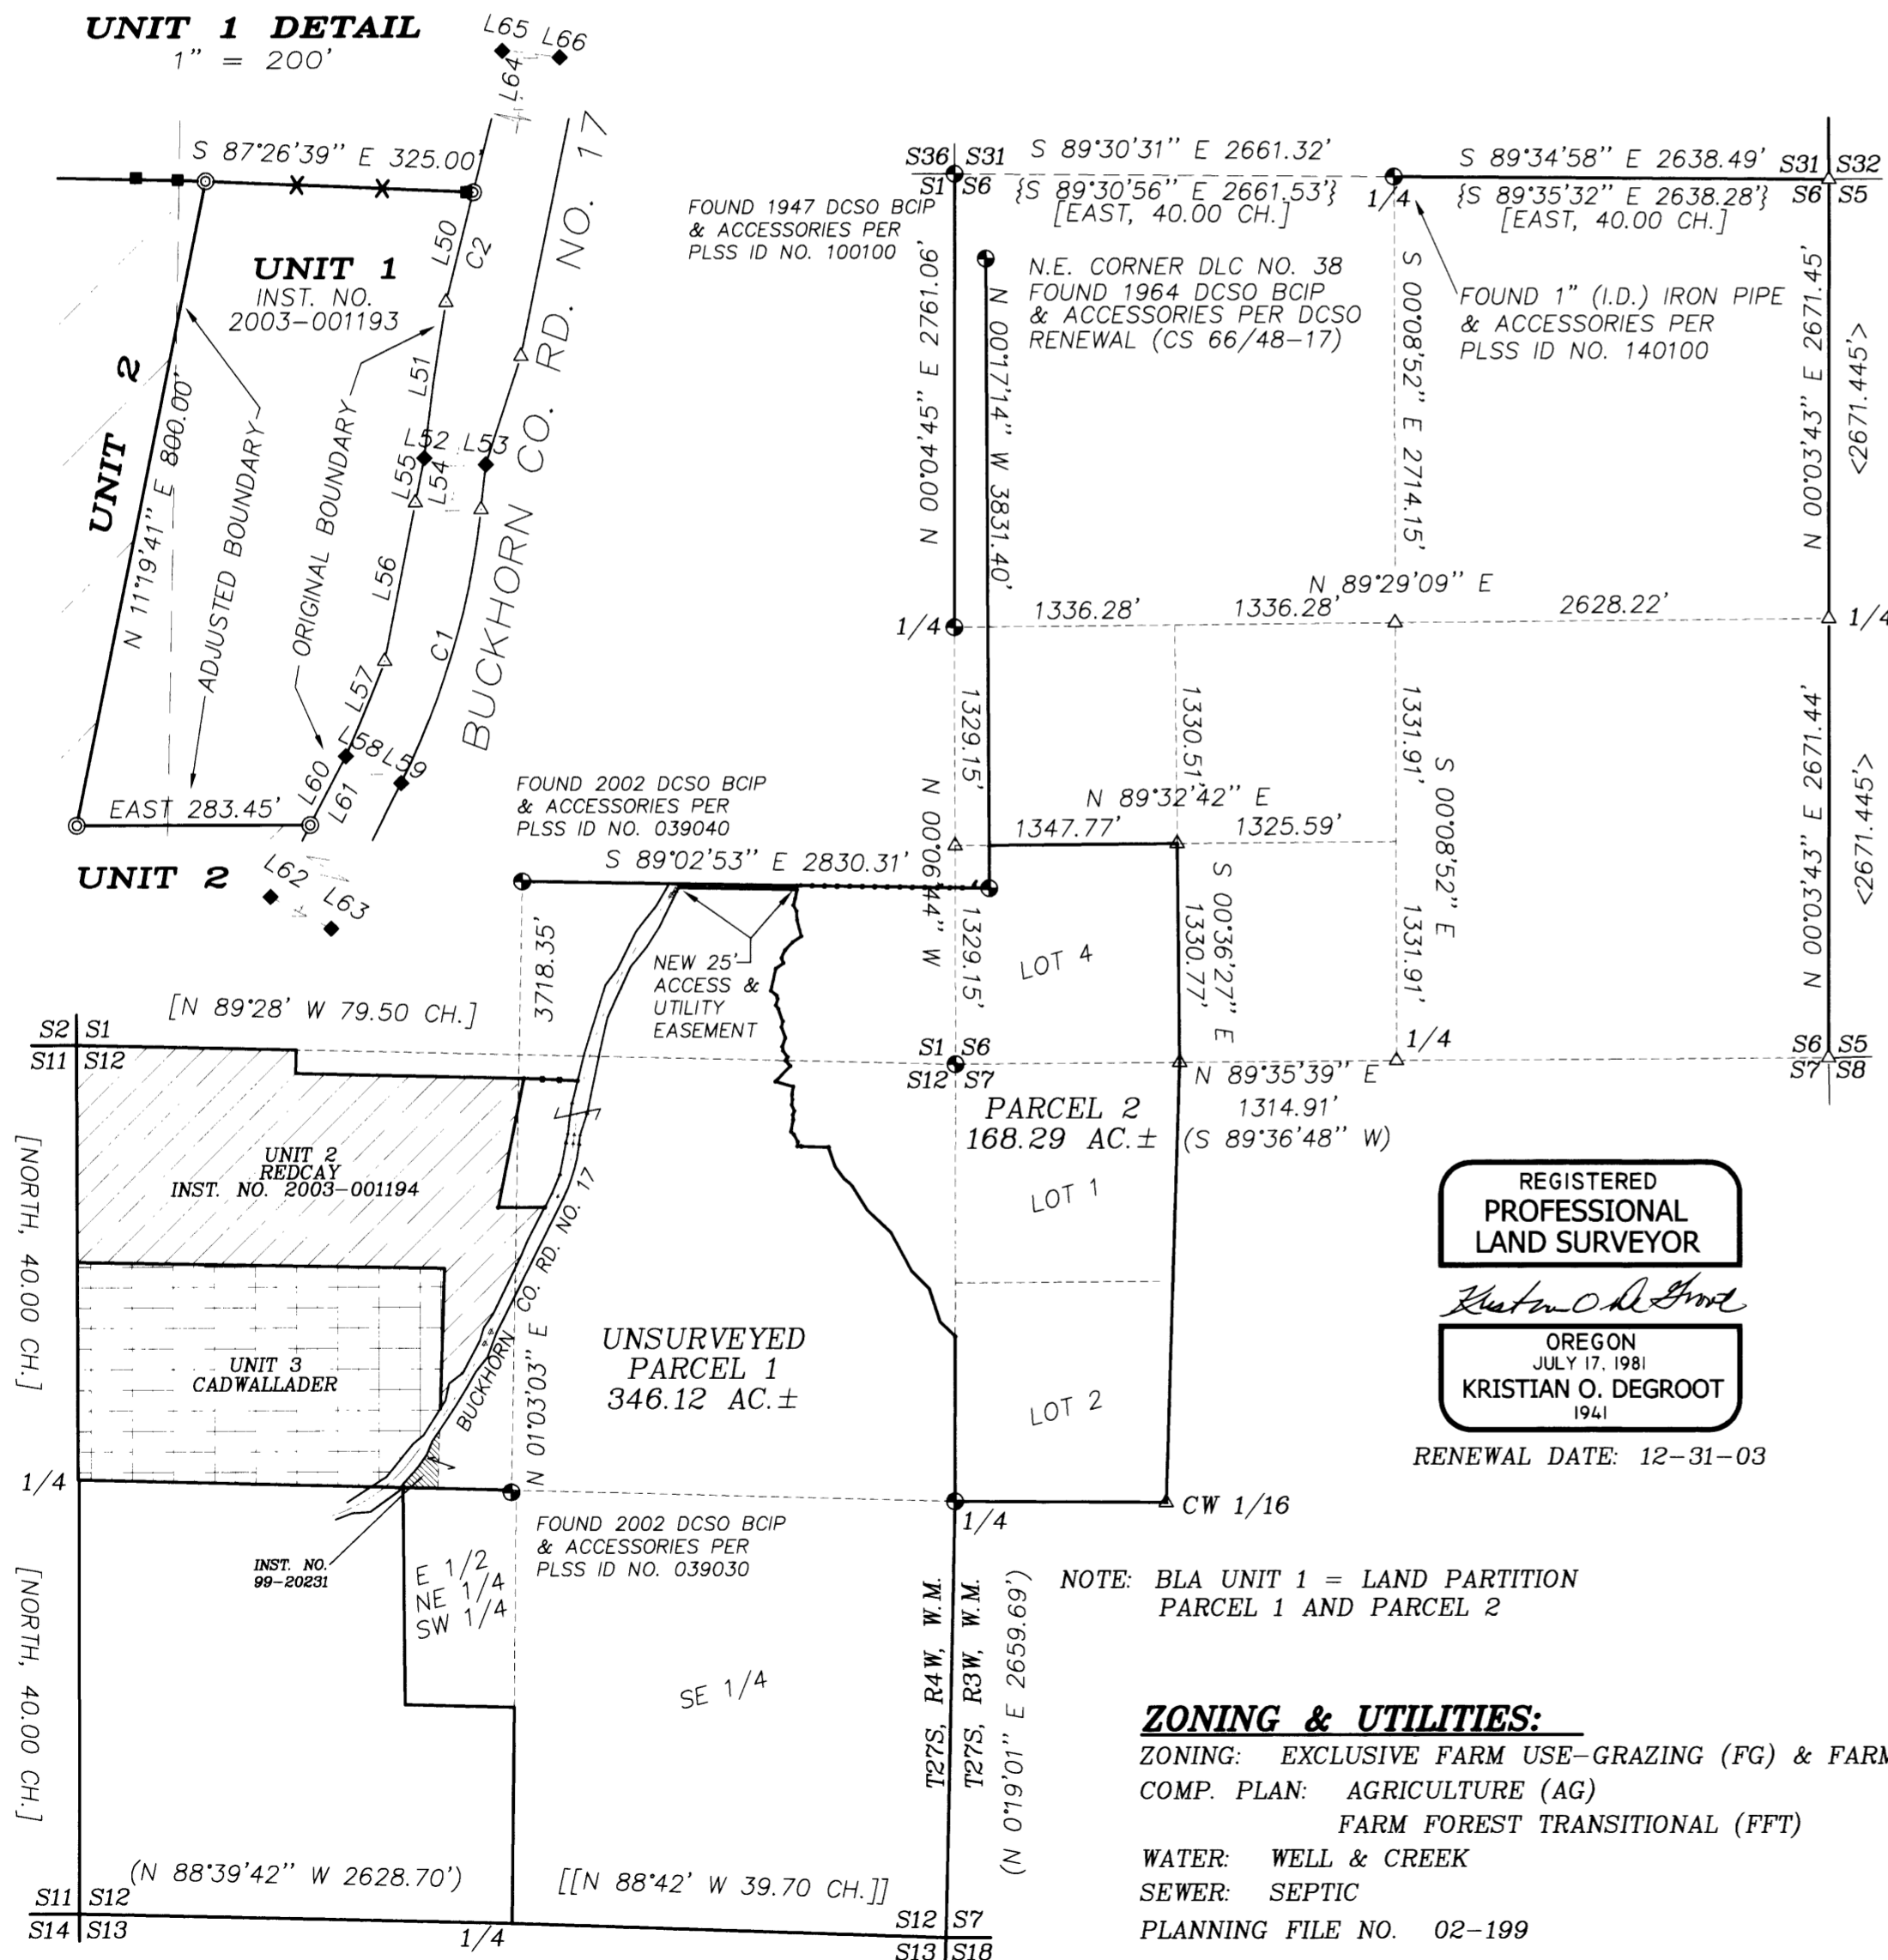 UNIT 1 DETAIL
1" = 200'
L65
L66
L64
S 87°26'39" E 325.00'
L50
C2
UNIT 1
INST. NO.
2003-001193
UNIT 2
N 11°19'41" E 800.00'
ADJUSTED BOUNDARY
ORIGINAL BOUNDARY
L51
L52
L53
L55
L54
L56
C1
L57
L58
L59
L60
L61
EAST 283.45'
UNIT 2
L62
L63
BUCKHORN CO. RD. NO. 17
S36
S31
S1
S6
S 89°30'31" E 2661.32'
{S 89°30'56" E 2661.53'}
[EAST, 40.00 CH.]
1/4
S 89°34'58" E 2638.49'
{S 89°35'32" E 2638.28'}
[EAST, 40.00 CH.]
S31
S32
S6
S5
FOUND 1947 DCSO BCIP
& ACCESSORIES PER
PLSS ID NO. 100100
N.E. CORNER DLC NO. 38
FOUND 1964 DCSO BCIP
& ACCESSORIES PER DCSO
RENEWAL (CS 66/48-17)
FOUND 1" (I.D.) IRON PIPE
& ACCESSORIES PER
PLSS ID NO. 140100
N 00°04'45" E 2761.06'
N 00°17'14" W 3831.40'
S 00°08'52" E 2714.15'
N 00°03'43" E 2671.45'
<2671.445'>
1/4
1336.28'
1336.28'
N 89°29'09" E
2628.22'
1/4
1329.15'
1330.51'
1331.91'
S 00°08'52" E
1331.91'
N 00°03'43" E 2671.44'
<2671.445'>
N 89°32'42" E
1347.77'
1325.59'
N 00°06'44" W
1329.15'
S 00°36'27" E
1330.77'
FOUND 2002 DCSO BCIP
& ACCESSORIES PER
PLSS ID NO. 039040
S 89°02'53" E 2830.31'
3718.35'
NEW 25'
ACCESS &
UTILITY
EASEMENT
LOT 4
[N 89°28' W 79.50 CH.]
S2
S1
S11
S12
S1
S6
S12
S7
1/4
S6
S5
S7
S8
N 89°35'39" E
1314.91'
(S 89°36'48" W)
PARCEL 2
168.29 AC.±
LOT 1
LOT 2
UNIT 2
REDCAY
INST. NO. 2003-001194
UNIT 3
CADWALLADER
BUCKHORN CO. RD. NO. 17
N 01°03'03" E
UNSURVEYED
PARCEL 1
346.12 AC.±
[NORTH, 40.00 CH.]
1/4
[NORTH, 40.00 CH.]
INST. NO.
99-20231
E 1/2
NE 1/4
SW 1/4
FOUND 2002 DCSO BCIP
& ACCESSORIES PER
PLSS ID NO. 039030
SE 1/4
1/4
CW 1/16
T27S, R4W, W.M.
T27S, R3W, W.M.
(N 0°19'01" E 2659.69')
(N 88°39'42" W 2628.70')
[[N 88°42' W 39.70 CH.]]
S11
S12
S14
S13
1/4
S12
S7
S13
S18
REGISTERED
PROFESSIONAL
LAND SURVEYOR
Kristian O DeGroot
OREGON
JULY 17, 1981
KRISTIAN O. DEGROOT
1941
RENEWAL DATE: 12-31-03
NOTE: BLA UNIT 1 = LAND PARTITION
PARCEL 1 AND PARCEL 2
ZONING & UTILITIES:
ZONING: EXCLUSIVE FARM USE-GRAZING (FG) & FARM
COMP. PLAN: AGRICULTURE (AG)
FARM FOREST TRANSITIONAL (FFT)
WATER: WELL & CREEK
SEWER: SEPTIC
PLANNING FILE NO. 02-199